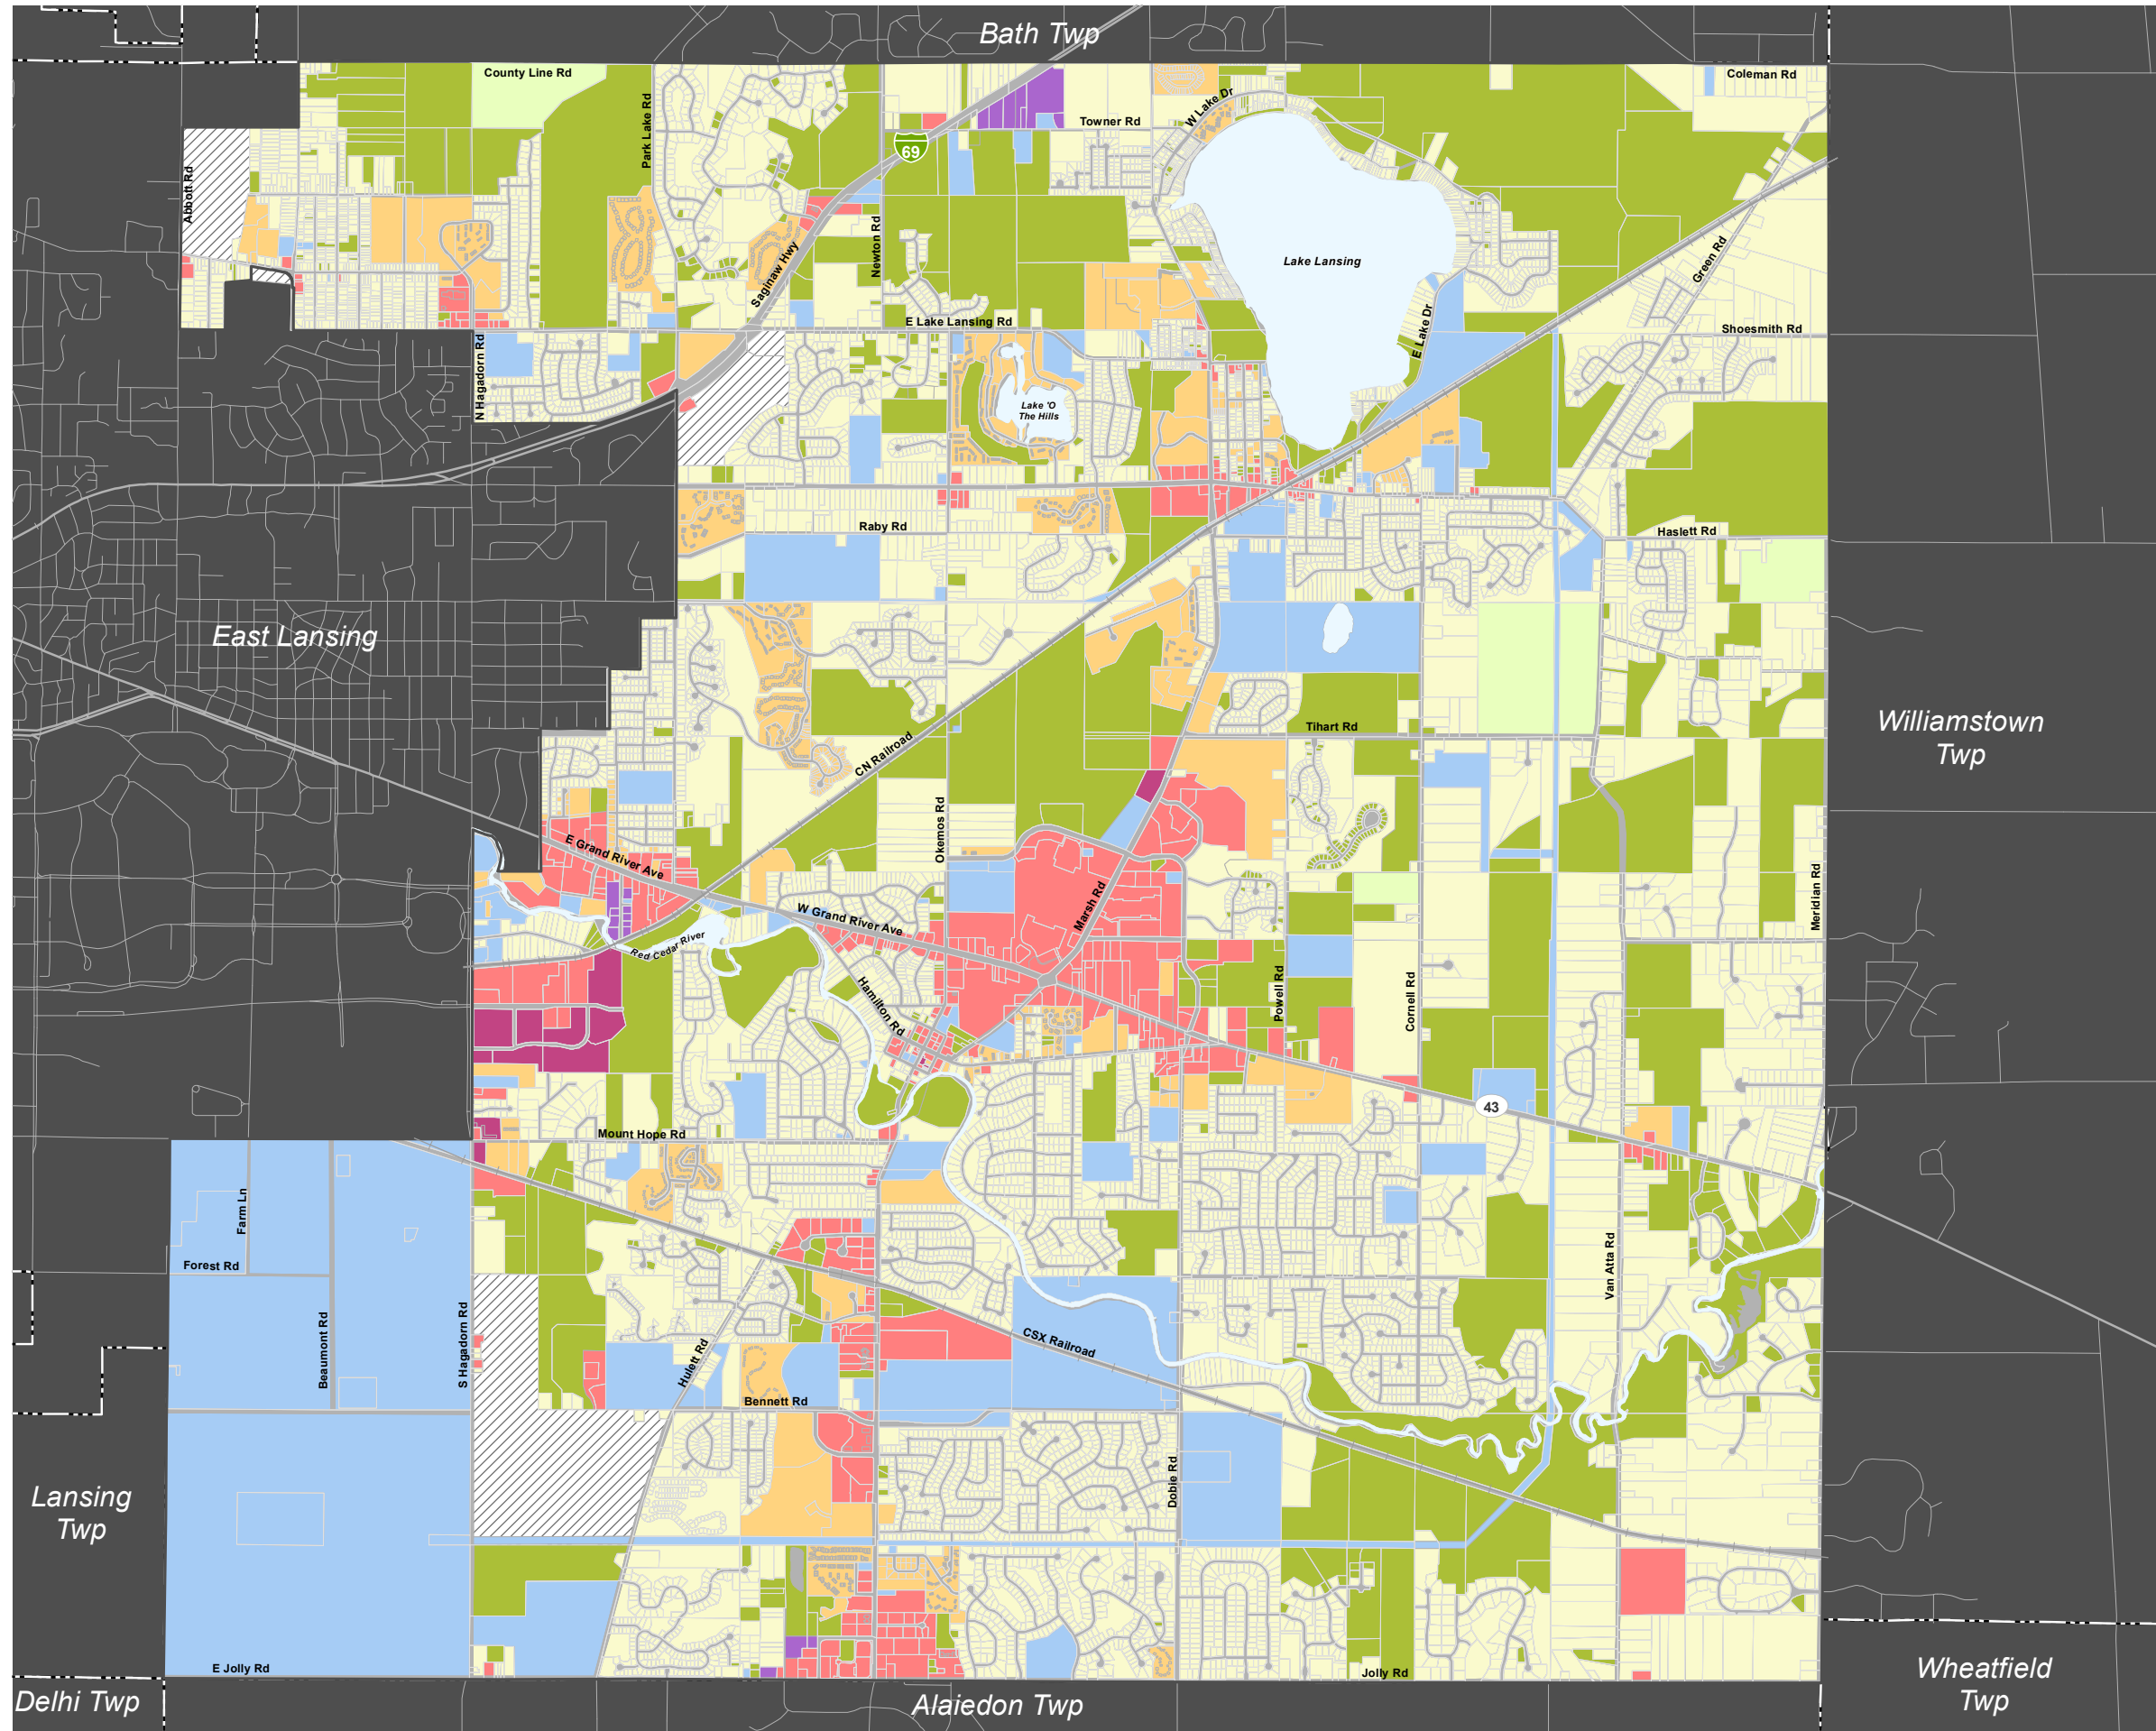 Bath Twp
County Line Rd
Coleman Rd
Park Lake Rd
W Lake Dr
Towner Rd
69
Abbott Rd
Newton Rd
Saginaw Hwy
Lake Lansing
Green Rd
E Lake Lansing Rd
E Lake Dr
Shoesmith Rd
N Hagadorn Rd
Lake 'O
The Hills
Raby Rd
Haslett Rd
East Lansing
Tihart Rd
Williamstown
Twp
CN Railroad
Okemos Rd
E Grand River Ave
Marsh Rd
Meridian Rd
W Grand River Ave
Red Cedar River
Hamilton Rd
Powell Rd
Cornell Rd
43
Mount Hope Rd
Farm Ln
Forest Rd
Van Atta Rd
Beaumont Rd
S Hagadorn Rd
Hulett Rd
CSX Railroad
Bennett Rd
Lansing
Twp
Dobie Rd
E Jolly Rd
Jolly Rd
Wheatfield
Twp
Delhi Twp
Alaiedon Twp